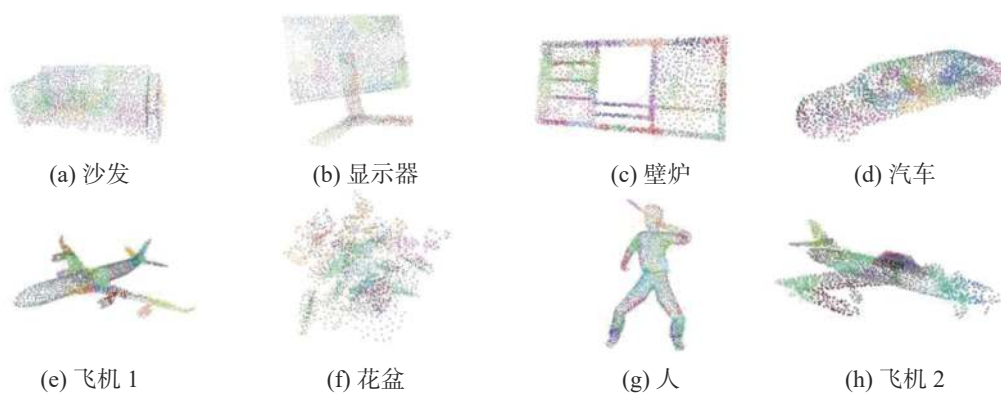 (a) 沙发
(b) 显示器
(c) 壁炉
(d) 汽车
(e) 飞机 1
(f) 花盆
(g) 人
(h) 飞机 2